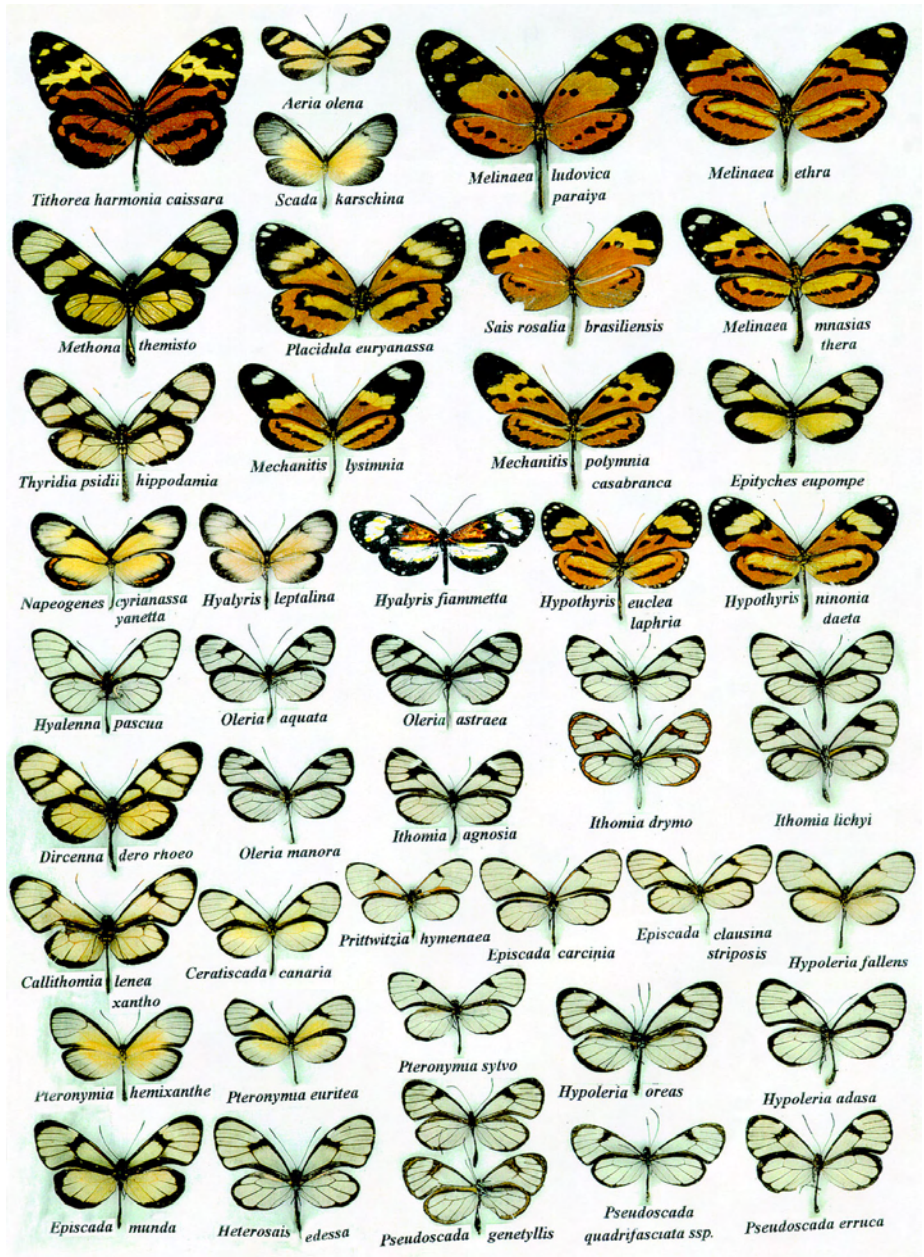 Aeria olena
Tithorea harmonia caissara
Scada karschina
Melinaea ludovica
paraiya
Melinaea ethra
Methona themisto
Placidula euryanassa
Sais rosalia brasiliensis
Melinaea mnasias
thera
Thyridia psidii hippodamia
Mechanitis lysimnia
Mechanitis polymnia
casabranca
Epityches eupompe
Napeogenes cyrianassa
yanetta
Hyalyris leptalina
Hyalyris fiammetta
Hypothyris euclea
laphria
Hypothyris ninonia
daeta
Hyalenna pascua
Oleria aquata
Oleria astraea
Dircenna dero rhoeo
Oleria manora
Ithomia agnosia
Ithomia drymo
Ithomia lichyi
Callithomia lenea
xantho
Ceratiscada canaria
Prittwitzia hymenaea
Episcada carcinia
Episcada clausina
striposis
Hypoleria fallens
Pteronymia hemixanthe
Pteronymia euritea
Pteronymia sylvo
Hypoleria oreas
Hypoleria adasa
Episcada munda
Heterosais edessa
Pseudoscada genetyllis
Pseudoscada
quadrifasciata ssp.
Pseudoscada erruca